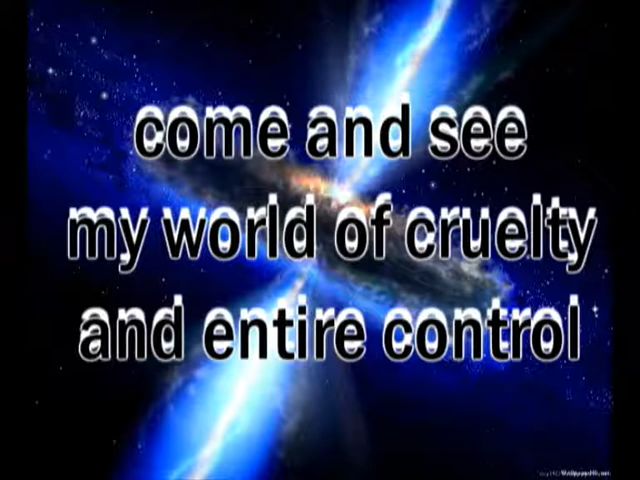 come and see
my world of cruelty
and entire control